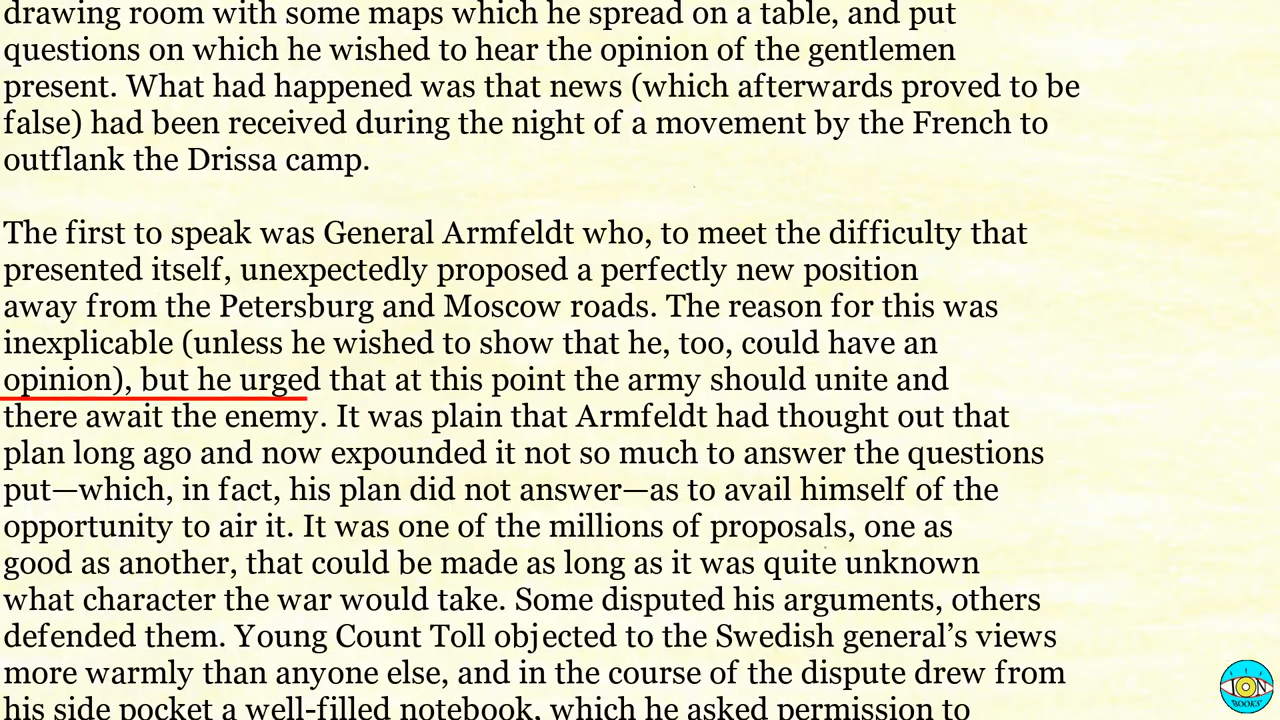 drawing room with some maps which he spread on a table, and put
questions on which he wished to hear the opinion of the gentlemen
present. What had happened was that news (which afterwards proved to be
false) had been received during the night of a movement by the French to
outflank the Drissa camp.
The first to speak was General Armfeldt who, to meet the difficulty that
presented itself, unexpectedly proposed a perfectly new position
away from the Petersburg and Moscow roads. The reason for this was
inexplicable (unless he wished to show that he, too, could have an
opinion), but he urged that at this point the army should unite and
there await the enemy. It was plain that Armfeldt had thought out that
plan long ago and now expounded it not so much to answer the questions
put—which, in fact, his plan did not answer—as to avail himself of the
opportunity to air it. It was one of the millions of proposals, one as
good as another, that could be made as long as it was quite unknown
what character the war would take. Some disputed his arguments, others
defended them. Young Count Toll objected to the Swedish general’s views
more warmly than anyone else, and in the course of the dispute drew from
his side pocket a well-filled notebook, which he asked permission to
ION
BOOKS